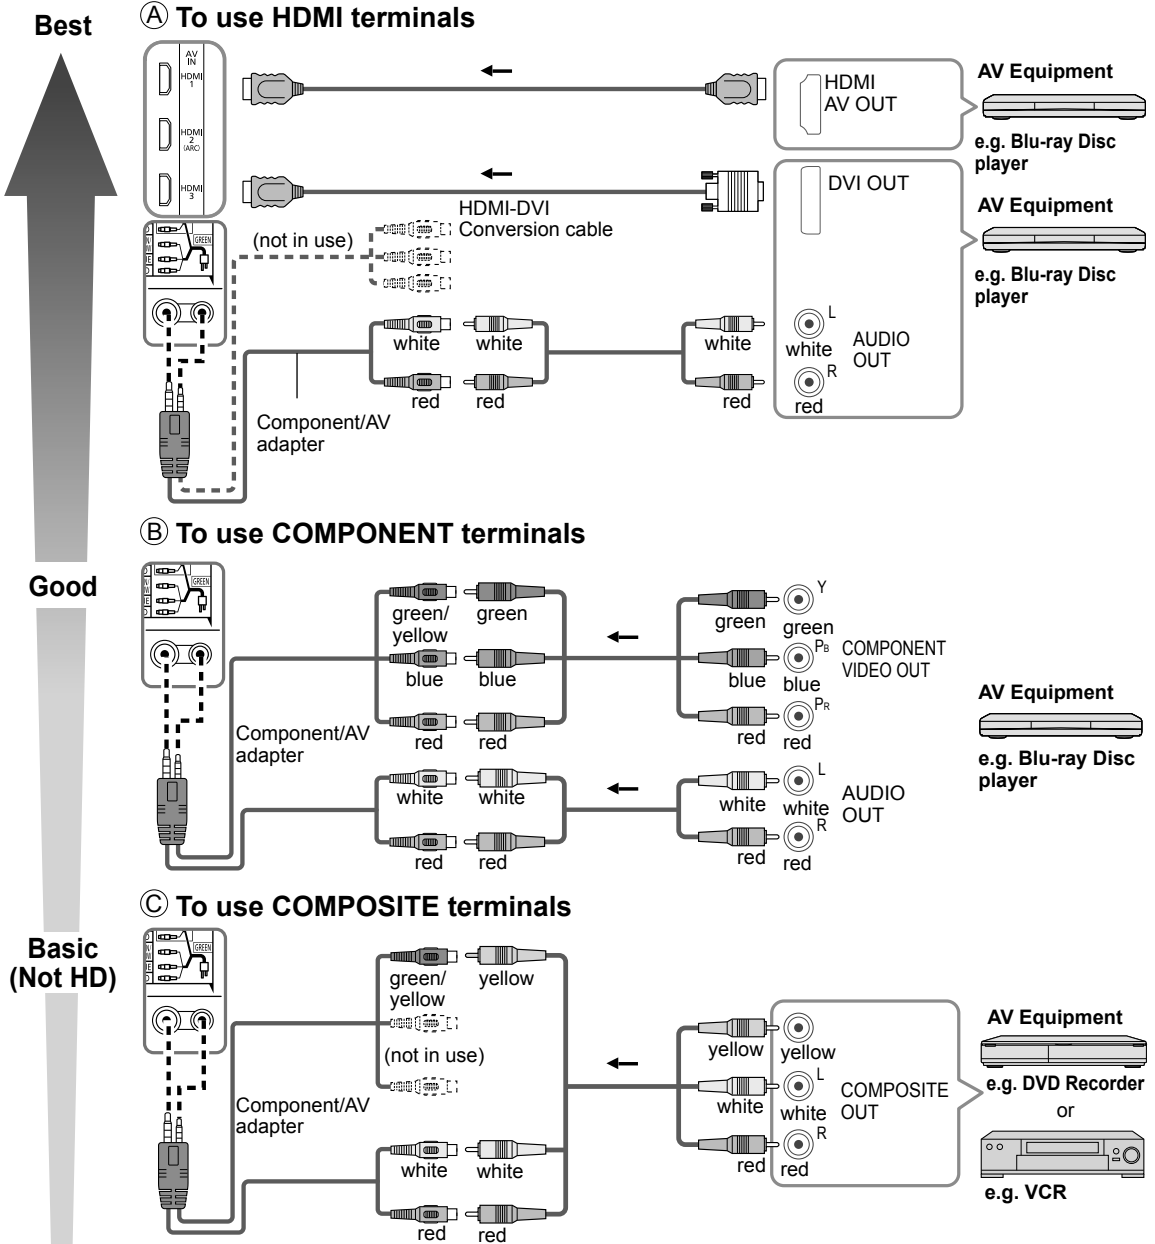 Best
Ⓐ To use HDMI terminals
AV
IN
HDMI
1
HDMI
2
(ARC)
HDMI
3
HDMI
AV OUT
AV Equipment
e.g. Blu-ray Disc
player
DVI OUT
AV Equipment
e.g. Blu-ray Disc
player
HDMI-DVI
Conversion cable
(not in use)
GREEN
white
white
white
L
white
AUDIO
OUT
R
red
red
red
red
Component/AV
adapter
Ⓑ To use COMPONENT terminals
Good
GREEN
green/
yellow
green
green
Y
green
blue
blue
blue
PB
blue
COMPONENT
VIDEO OUT
red
red
red
PR
red
AV Equipment
e.g. Blu-ray Disc
player
Component/AV
adapter
white
white
white
L
white
AUDIO
OUT
red
red
red
R
red
Ⓒ To use COMPOSITE terminals
Basic
(Not HD)
GREEN
green/
yellow
yellow
(not in use)
yellow
yellow
white
L
white
COMPOSITE
OUT
red
R
red
AV Equipment
e.g. DVD Recorder
or
e.g. VCR
Component/AV
adapter
white
white
red
red